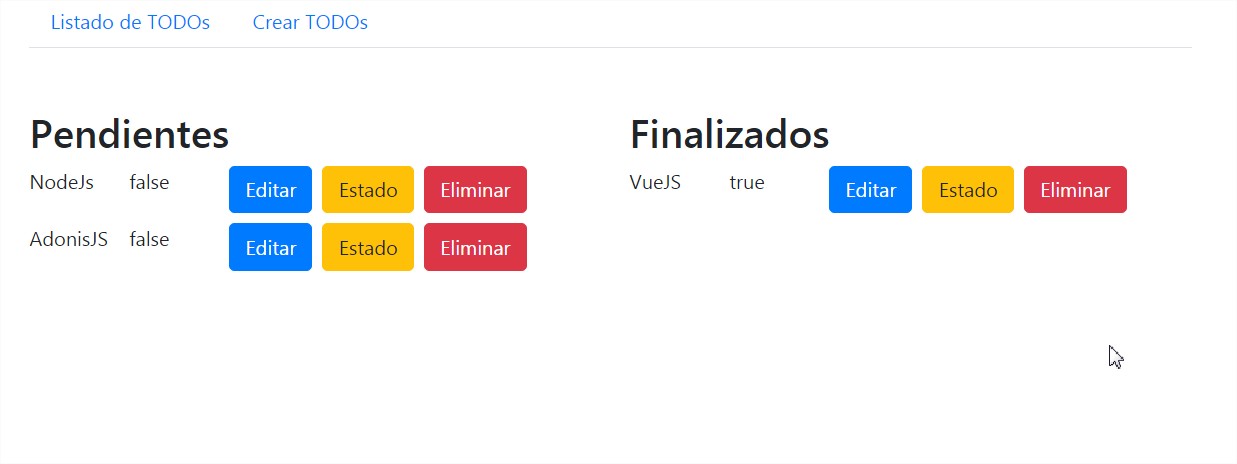 Listado de TODOs Crear TODOs
Pendientes
NodeJs false Editar Estado Eliminar
AdonisJS false Editar Estado Eliminar
Finalizados
VueJS true Editar Estado Eliminar